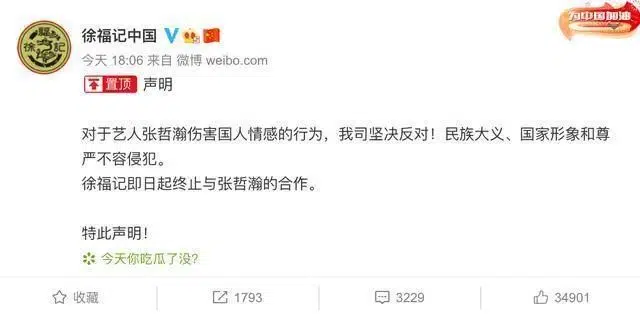 为中国加油
徐福记中国
今天 18:06 来自 微博 weibo.com
置顶 声明
对于艺人张哲瀚伤害国人情感的行为，我司坚决反对！民族大义、国家形象和尊
严不容侵犯。
徐福记即日起终止与张哲瀚的合作。
特此声明！
今天你吃瓜了没?
收藏 1793 3229 34901